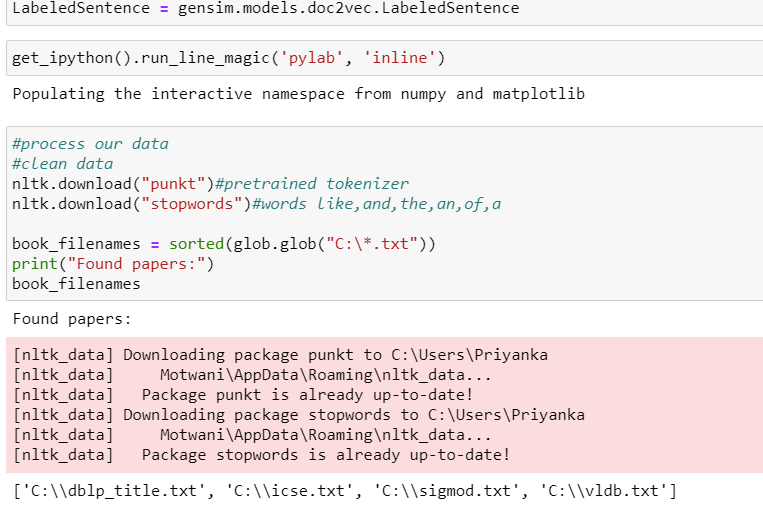 LabeledSentence = gensim.models.doc2vec.LabeledSentence
get_ipython().run_line_magic('pylab', 'inline')
Populating the interactive namespace from numpy and matplotlib
#process our data
#clean data
nltk.download("punkt")#pretrained tokenizer
nltk.download("stopwords")#words like,and,the,an,of,a
book_filenames = sorted(glob.glob("C:\*.txt"))
print("Found papers:")
book_filenames
Found papers:
[nltk_data] Downloading package punkt to C:\Users\Priyanka
[nltk_data]     Motwani\AppData\Roaming\nltk_data...
[nltk_data]   Package punkt is already up-to-date!
[nltk_data] Downloading package stopwords to C:\Users\Priyanka
[nltk_data]     Motwani\AppData\Roaming\nltk_data...
[nltk_data]   Package stopwords is already up-to-date!
['C:\\dblp_title.txt', 'C:\\icse.txt', 'C:\\sigmod.txt', 'C:\\vldb.txt']